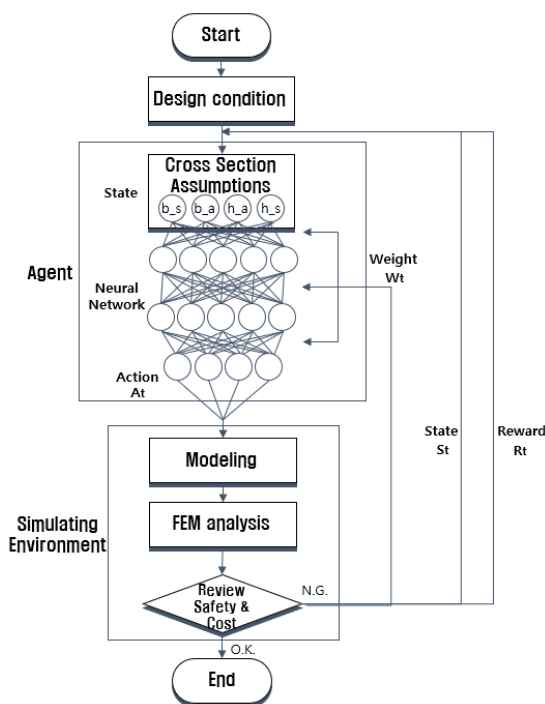 Start
Design condition
Cross Section
Assumptions
State
b_s b_a h_a h_s
Agent
Neural
Network
Weight
Wt
Action
At
State
St
Reward
Rt
Modeling
Simulating
Environment
FEM analysis
Review
Safety &
Cost
N.G.
O.K.
End